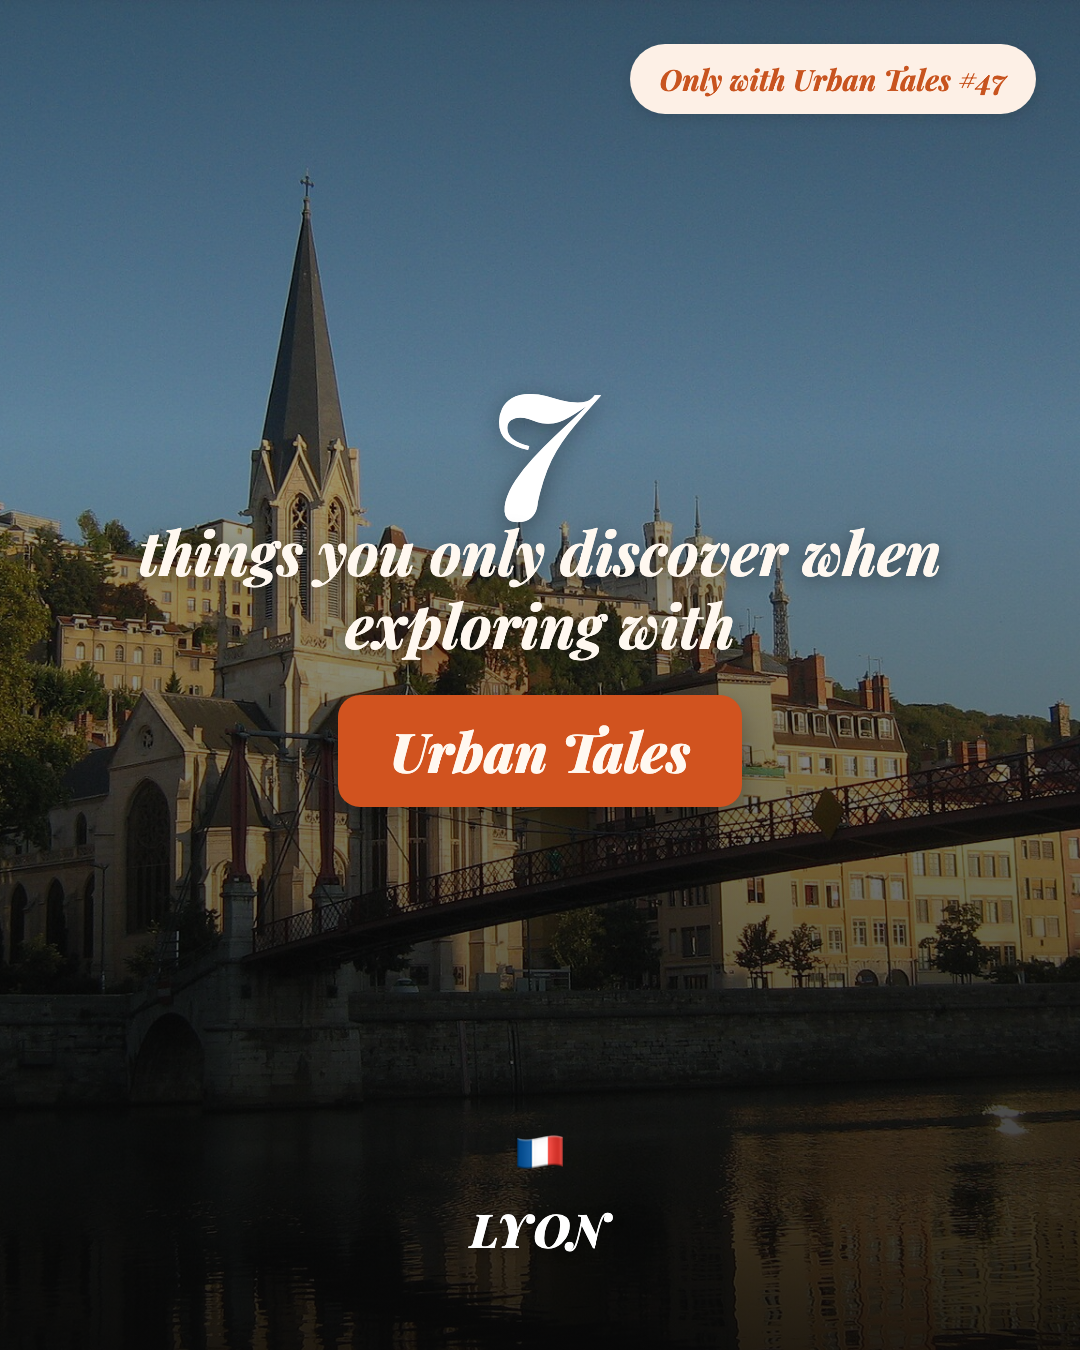 Only with Urban Tales #47
7
things you only discover when
exploring with
Urban Tales
LYON